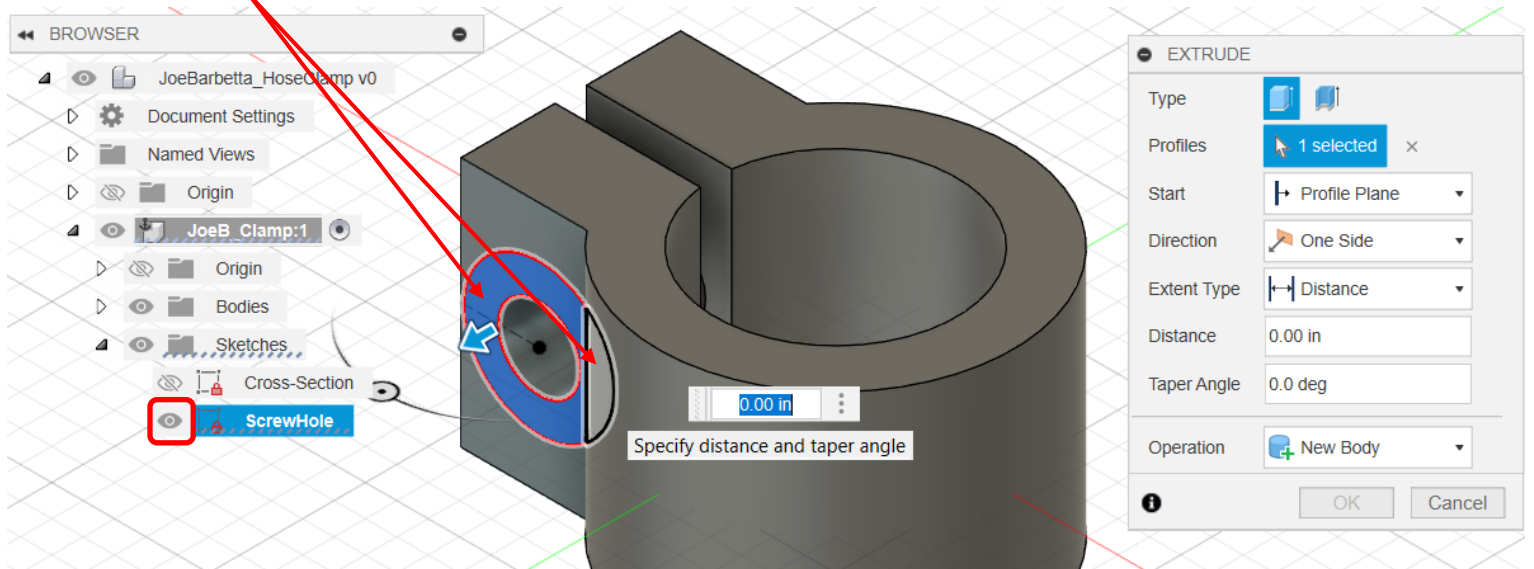 BROWSER
JoeBarbetta_HoseClamp v0
Document Settings
Named Views
Origin
JoeB_Clamp:1
Origin
Bodies
Sketches
Cross-Section
ScrewHole
0.00 in
Specify distance and taper angle
EXTRUDE
Type
Profiles 1 selected
Start Profile Plane
Direction One Side
Extent Type Distance
Distance 0.00 in
Taper Angle 0.0 deg
Operation New Body
OK Cancel